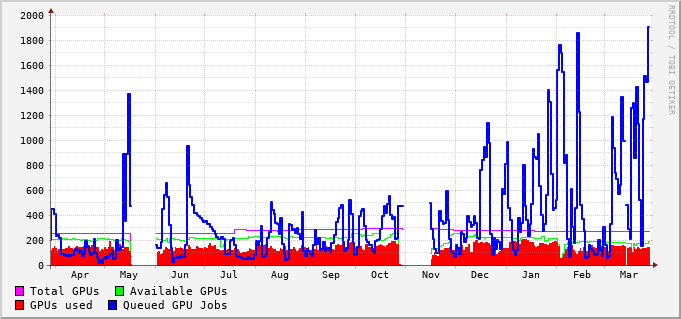 2000
1800
1600
1400
1200
1000
800
600
400
200
0
Apr May Jun Jul Aug Sep Oct Nov Dec Jan Feb Mar
Total GPUs Available GPUs
GPUs used Queued GPU Jobs
RRDTOOL / TOBI OETIKER